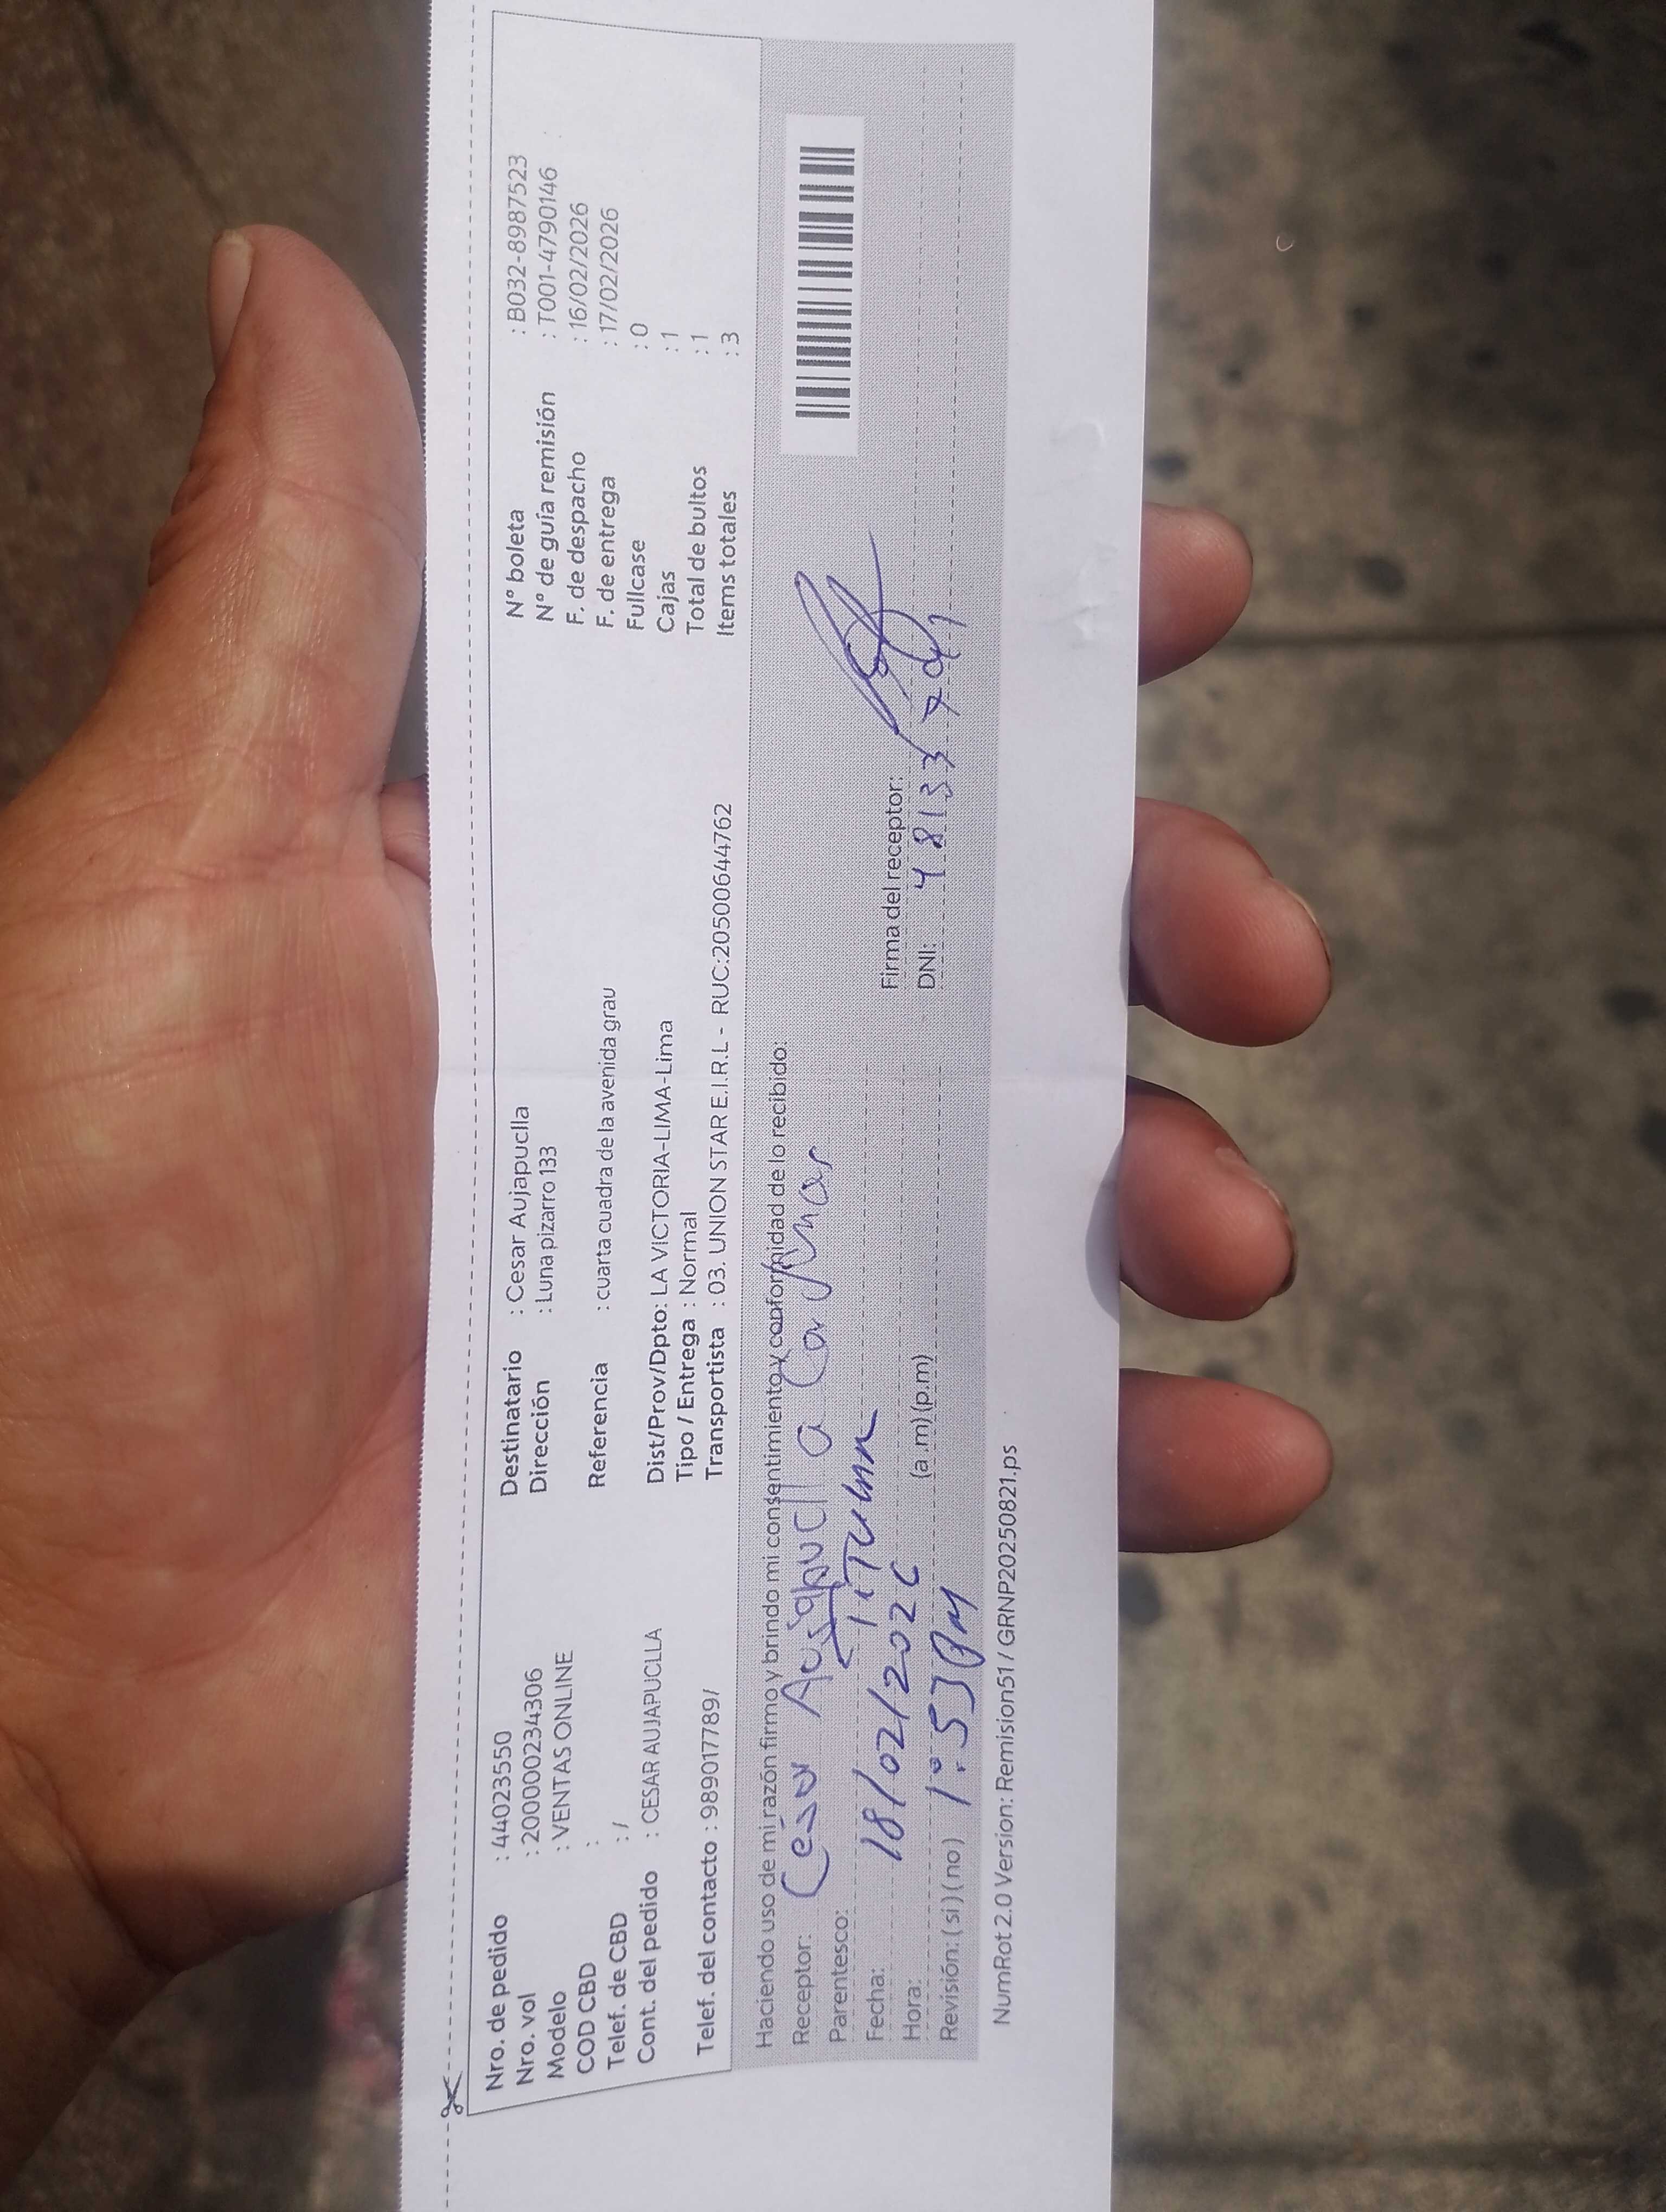 Nro. de pedido : 44023550
Nro. vol : 200000234306
Modelo : VENTAS ONLINE
COD CBD :
Telef. de CBD : /
Cont. del pedido : CESAR AUJAPUCLLA
Telef. del contacto : 989017789/
Destinatario : Cesar Aujapuclla
Dirección : Luna pizarro 133
Referencia : cuarta cuadra de la avenida grau
Dist/Prov/Dpto: LA VICTORIA-LIMA-Lima
Tipo / Entrega : Normal
Transportista : 03. UNION STAR E.I.R.L - RUC:20500644762
N° boleta : B032-8987523
N° de guía remisión : T001-4790146
F. de despacho : 16/02/2026
F. de entrega : 17/02/2026
Fullcase : 0
Cajas : 1
Total de bultos : 1
Items totales : 3
Haciendo uso de mi razón firmo y brindo mi consentimiento y conformidad de lo recibido:
Receptor: César Aujapuclla
Parentesco: Titular
Fecha: 18/02/202
Hora: 1:53 PM (a.m) (p.m)
Revisión: ( si ) ( no )
Firma del receptor:
DNI:
NumRot 2.0 Version: Remision51 / GRNP20250821.ps